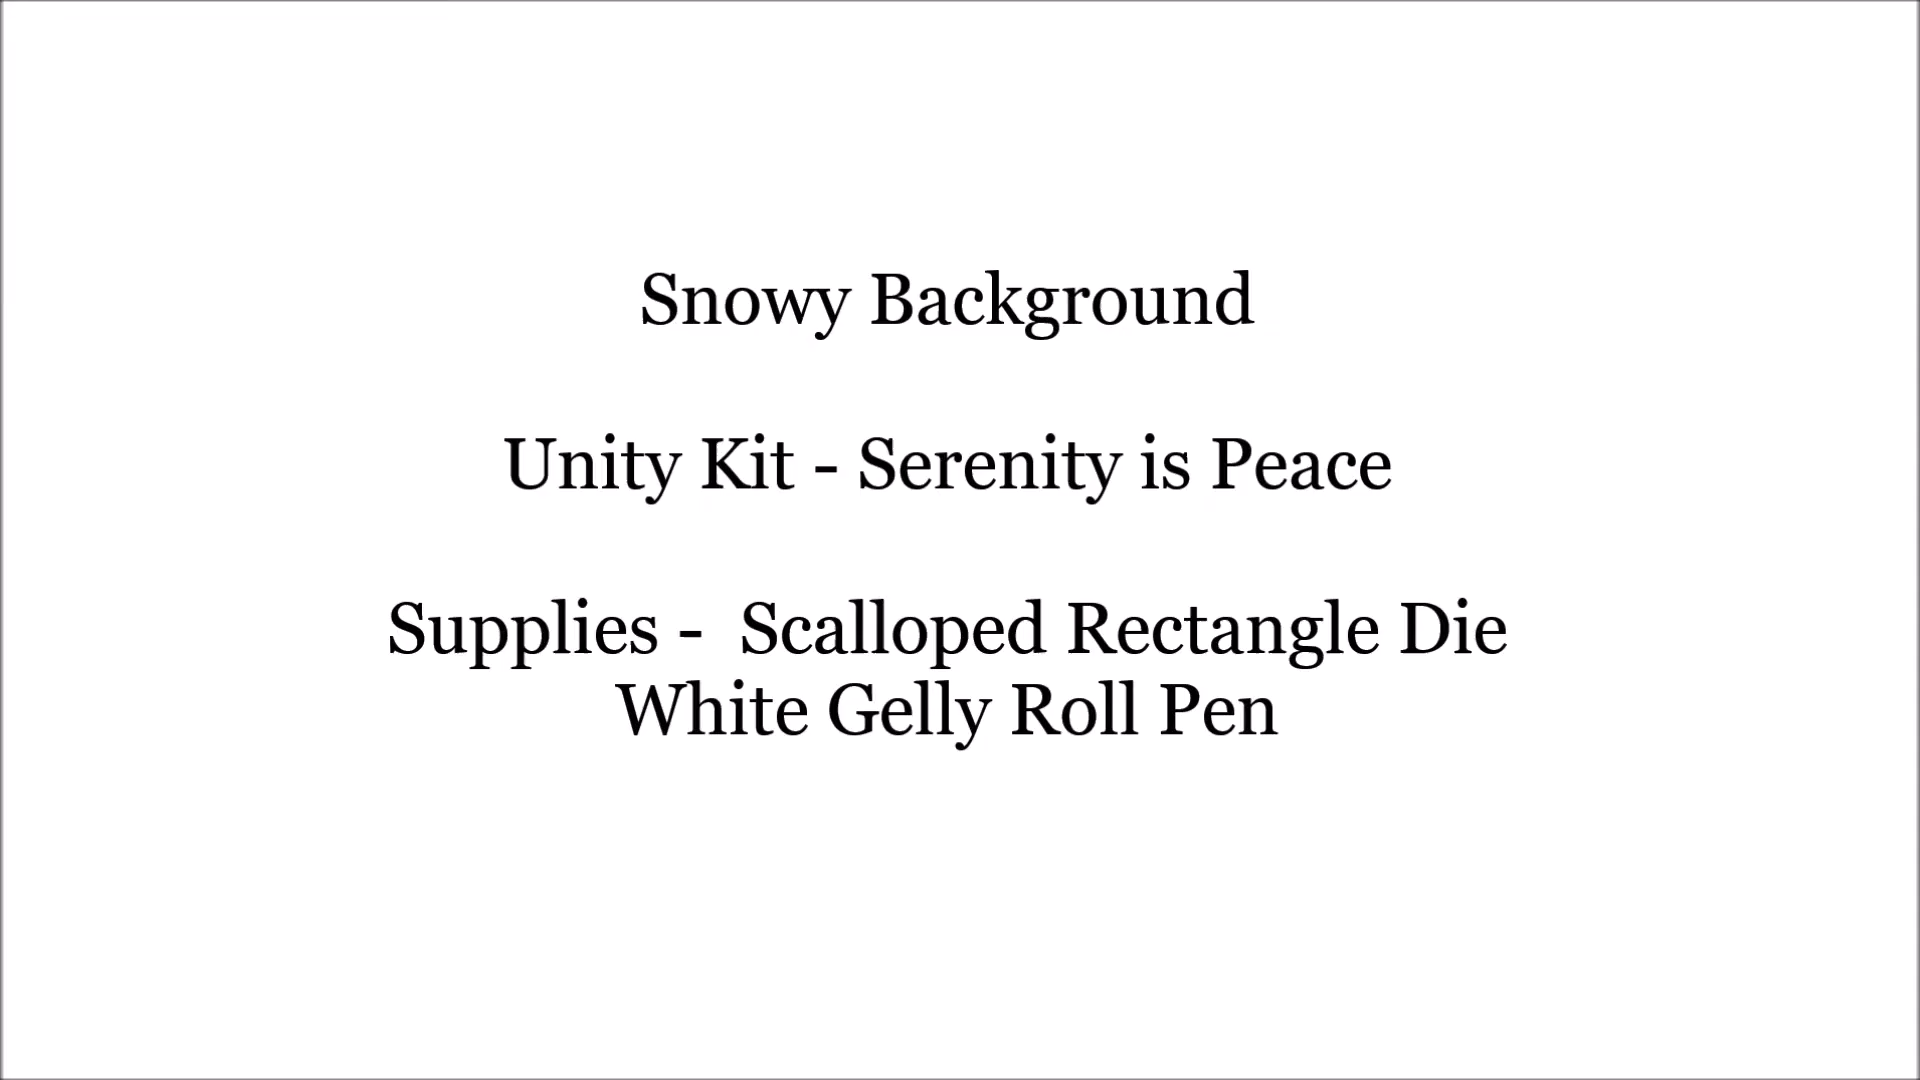 Snowy Background
Unity Kit - Serenity is Peace
Supplies -  Scalloped Rectangle Die
White Gelly Roll Pen